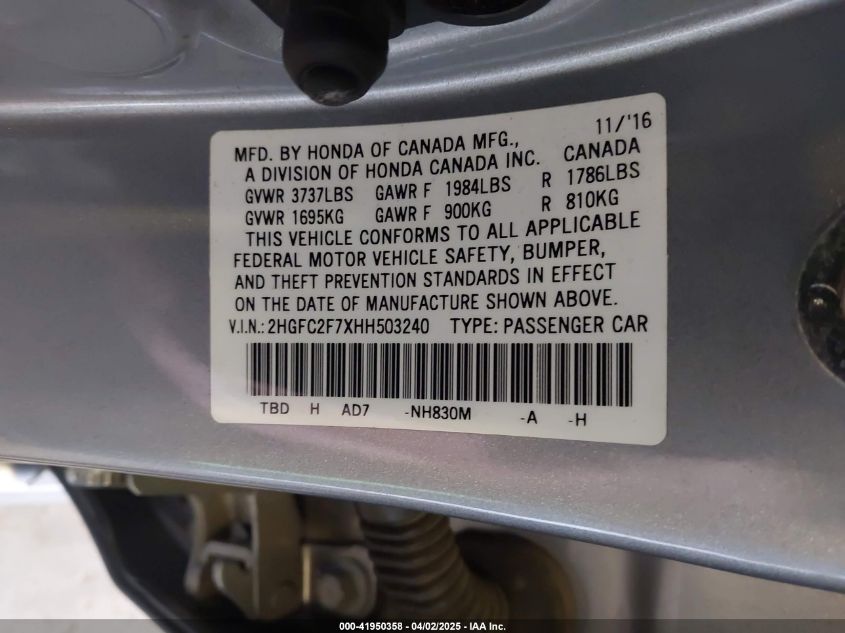 11/'16
MFD. BY HONDA OF CANADA MFG.,
A DIVISION OF HONDA CANADA INC. CANADA
GVWR 3737LBS GAWR F 1984LBS R 1786LBS
GVWR 1695KG GAWR F 900KG R 810KG
THIS VEHICLE CONFORMS TO ALL APPLICABLE
FEDERAL MOTOR VEHICLE SAFETY, BUMPER,
AND THEFT PREVENTION STANDARDS IN EFFECT
ON THE DATE OF MANUFACTURE SHOWN ABOVE.
V.I.N.: 2HGFC2F7XHH503240 TYPE: PASSENGER CAR
TBD H AD7 -NH830M -A -H
000-41950358 - 04/02/2025 - IAA Inc.